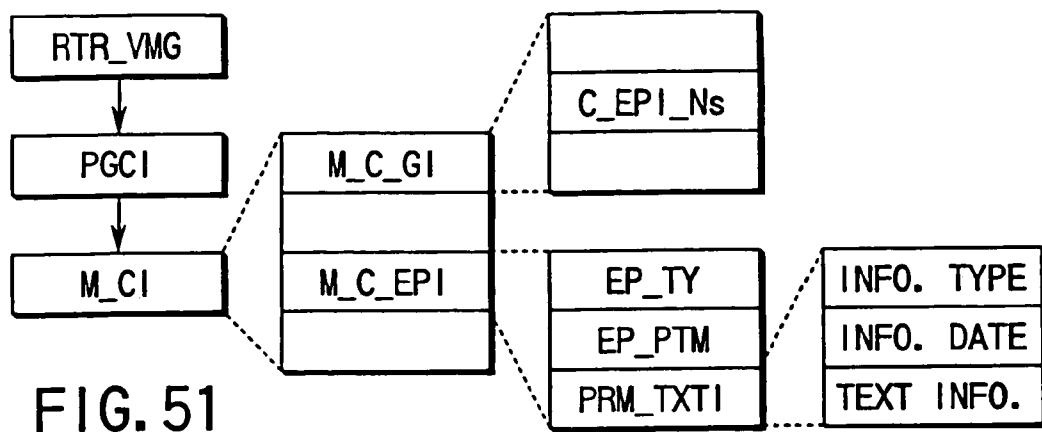 RTR_VMG
PGCI
M_CI
M_C_GI
M_C_EPI
C_EPI_Ns
EP_TY
EP_PTM
PRM_TXTI
INFO. TYPE
INFO. DATE
TEXT INFO.
FIG. 51